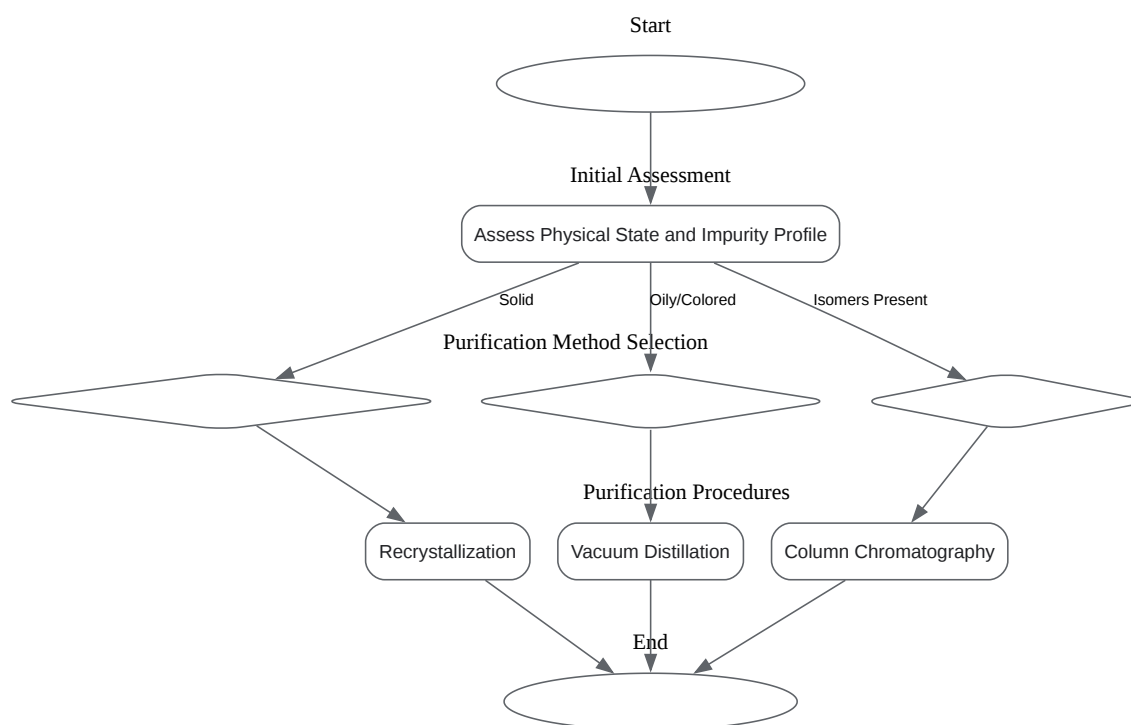 Start
Initial Assessment
Assess Physical State and Impurity Profile
Solid
Oily/Colored
Isomers Present
Purification Method Selection
Purification Procedures
Recrystallization
Vacuum Distillation
Column Chromatography
End